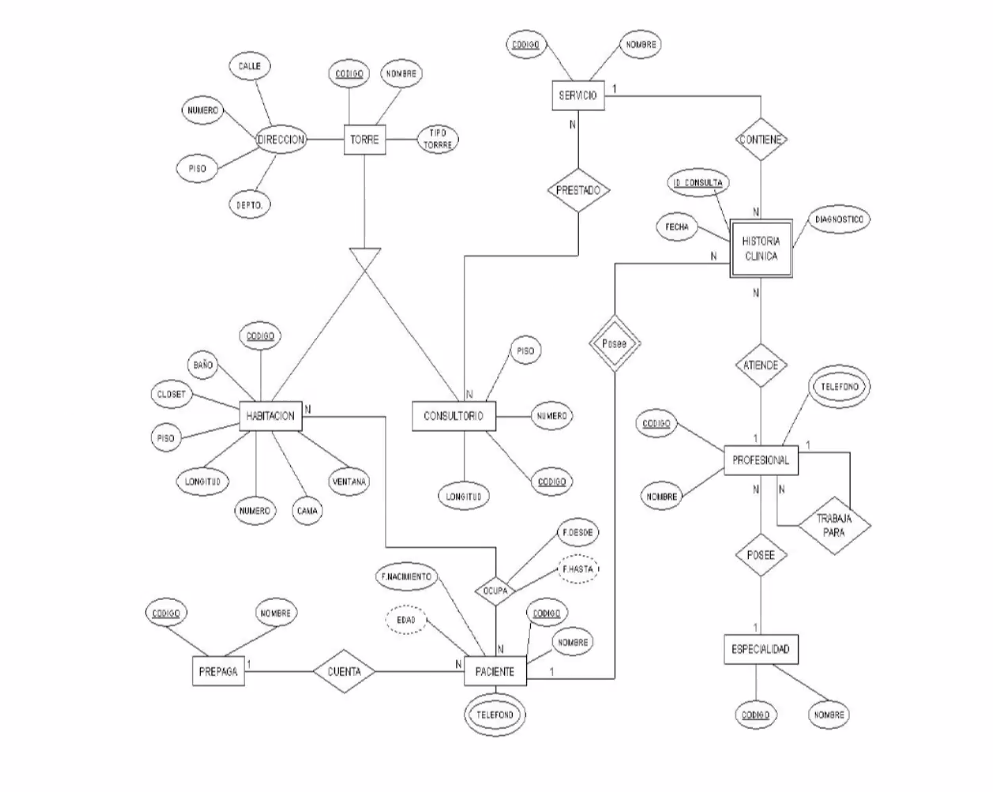 CODIGO
NOMBRE
CALLE
CODIGO
NOMBRE
SERVICIO
1
NUMERO
N
DIRECCION
TORRE
TIPO
TORRRE
CONTIENE
PISO
PRESTADO
ID_CONSULTA
DEPTO.
N
FECHA
DIAGNOSTICO
HISTORIA
CLINICA
N
N
CODIGO
Posee
PISO
BAÑO
ATIENDE
CLOSET
TELEFONO
N
N
HABITACION
CONSULTORIO
NUMERO
CODIGO
PISO
1
1
PROFESIONAL
LONGITUD
VENTANA
CODIGO
LONGITUD
NOMBRE
N
N
NUMERO
CAMA
TRABAJA
PARA
F.DESDE
POSEE
F.HASTA
F.NACIMIENTO
OCUPA
CODIGO
NOMBRE
EDAD
CODIGO
1
NOMBRE
N
ESPECIALIDAD
PREPAGA
1
CUENTA
N
PACIENTE
1
TELEFONO
CODIGO
NOMBRE